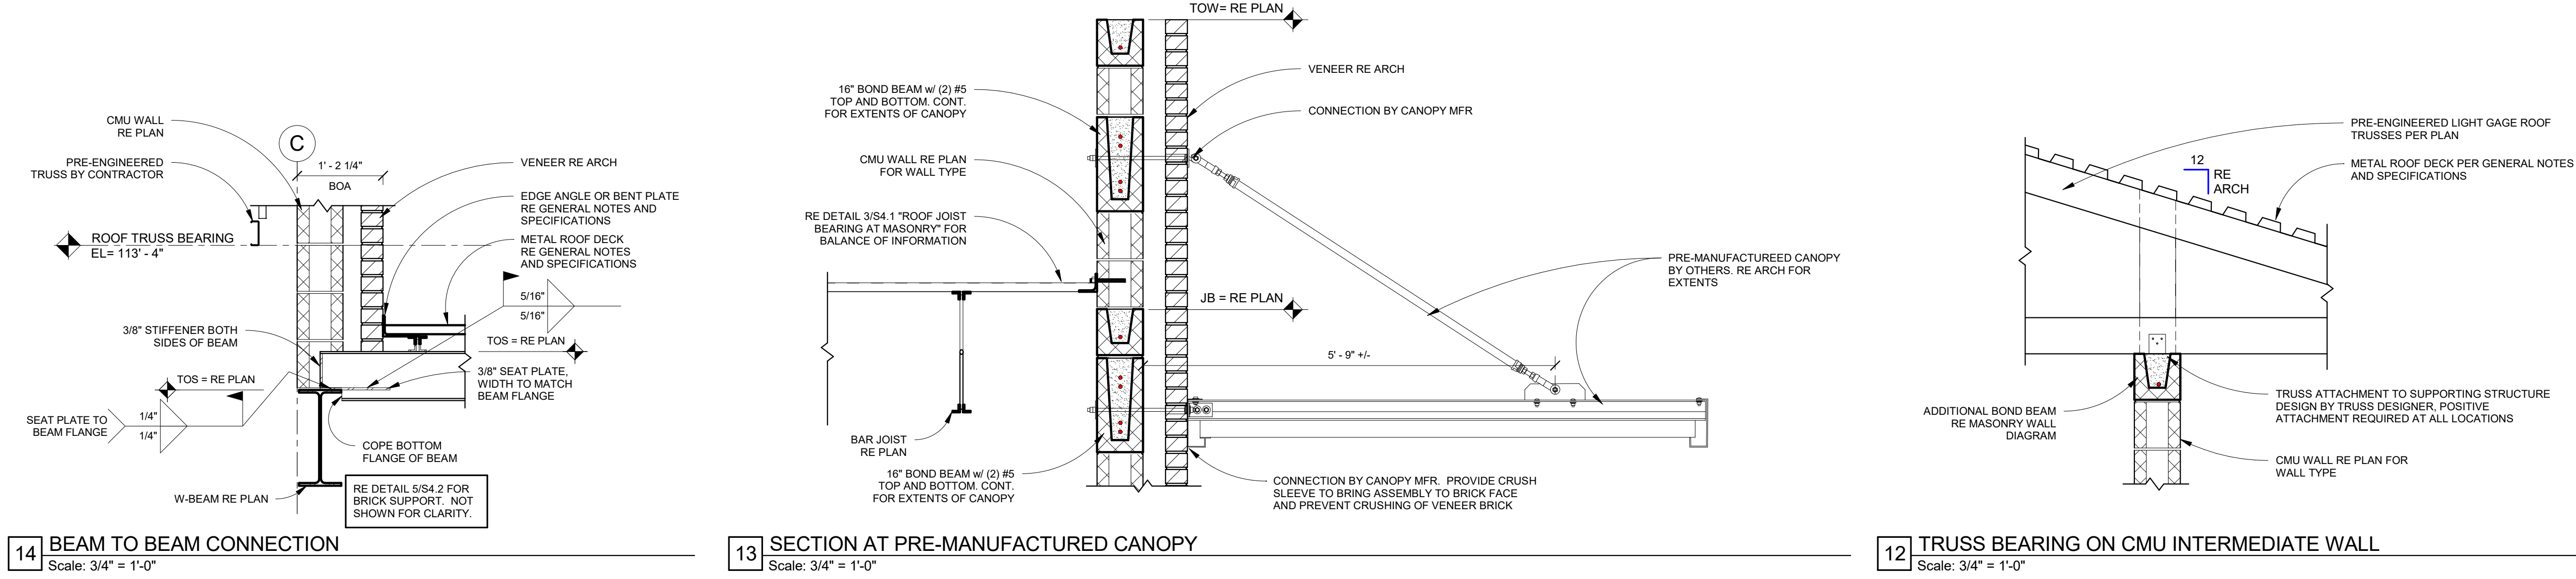 CMU WALL
RE PLAN
C
1' - 2 1/4"
BOA
PRE-ENGINEERED
TRUSS BY CONTRACTOR
VENEER RE ARCH
EDGE ANGLE OR BENT PLATE
RE GENERAL NOTES AND
SPECIFICATIONS
ROOF TRUSS BEARING
EL= 113' - 4"
METAL ROOF DECK
RE GENERAL NOTES
AND SPECIFICATIONS
5/16"
5/16"
3/8" STIFFENER BOTH
SIDES OF BEAM
TOS = RE PLAN
TOS = RE PLAN
3/8" SEAT PLATE,
WIDTH TO MATCH
BEAM FLANGE
SEAT PLATE TO
BEAM FLANGE
1/4"
1/4"
COPE BOTTOM
FLANGE OF BEAM
W-BEAM RE PLAN
RE DETAIL 5/S4.2 FOR
BRICK SUPPORT. NOT
SHOWN FOR CLARITY.
14
BEAM TO BEAM CONNECTION
Scale: 3/4" = 1'-0"
TOW= RE PLAN
VENEER RE ARCH
16" BOND BEAM w/ (2) #5
TOP AND BOTTOM. CONT.
FOR EXTENTS OF CANOPY
CONNECTION BY CANOPY MFR
CMU WALL RE PLAN
FOR WALL TYPE
RE DETAIL 3/S4.1 "ROOF JOIST
BEARING AT MASONRY" FOR
BALANCE OF INFORMATION
PRE-MANUFACTUREED CANOPY
BY OTHERS. RE ARCH FOR
EXTENTS
JB = RE PLAN
5' - 9" +/-
BAR JOIST
RE PLAN
16" BOND BEAM w/ (2) #5
TOP AND BOTTOM. CONT.
FOR EXTENTS OF CANOPY
CONNECTION BY CANOPY MFR. PROVIDE CRUSH
SLEEVE TO BRING ASSEMBLY TO BRICK FACE
AND PREVENT CRUSHING OF VENEER BRICK
13
SECTION AT PRE-MANUFACTURED CANOPY
Scale: 3/4" = 1'-0"
PRE-ENGINEERED LIGHT GAGE ROOF
TRUSSES PER PLAN
12
RE
ARCH
METAL ROOF DECK PER GENERAL NOTES
AND SPECIFICATIONS
TRUSS ATTACHMENT TO SUPPORTING STRUCTURE
DESIGN BY TRUSS DESIGNER, POSITIVE
ATTACHMENT REQUIRED AT ALL LOCATIONS
ADDITIONAL BOND BEAM
RE MASONRY WALL
DIAGRAM
CMU WALL RE PLAN FOR
WALL TYPE
12
TRUSS BEARING ON CMU INTERMEDIATE WALL
Scale: 3/4" = 1'-0"